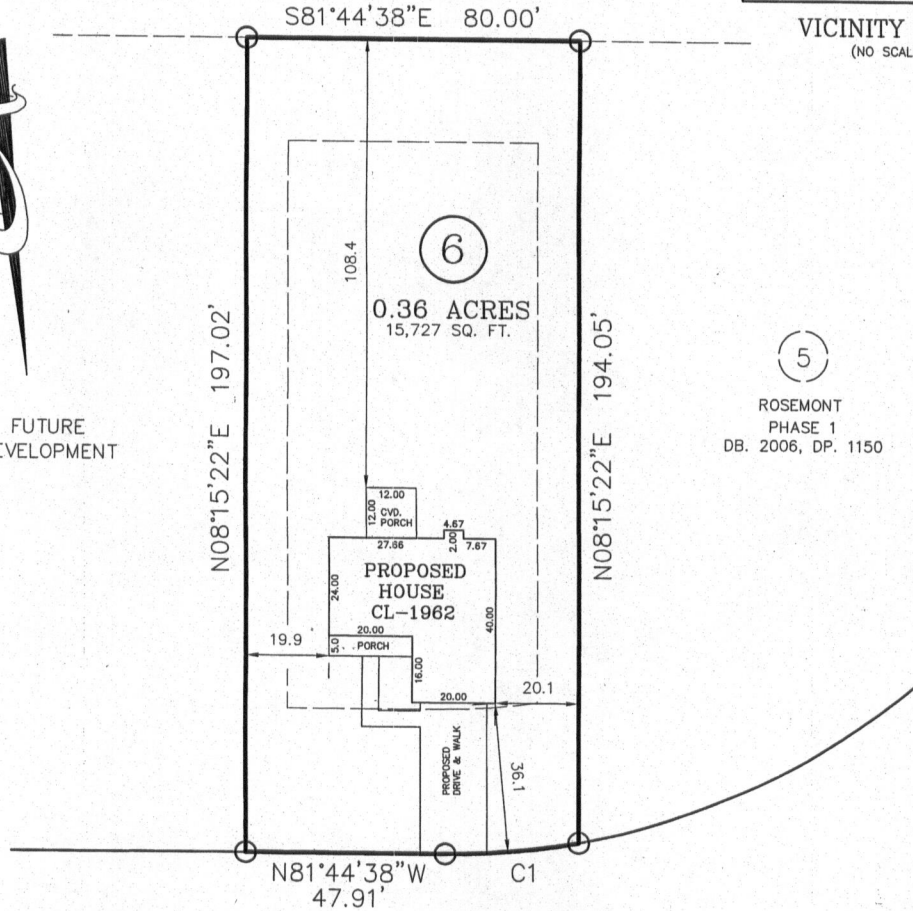 S81°44'38"E 80.00'
VICINITY
(NO SCAL
108.4
6
0.36 ACRES
15,727 SQ. FT.
N08°15'22"E 197.02'
N08°15'22"E 194.05'
5
ROSEMONT
PHASE 1
DB. 2006, DP. 1150
FUTURE
EVELOPMENT
12.00
12.00
CVD.
PORCH
4.67
27.66
2.00
7.67
PROPOSED
HOUSE
CL-1962
24.00
40.00
20.00
5.0
PORCH
19.9
16.00
20.00
20.1
PROPOSED
DRIVE & WALK
36.1
N81°44'38"W
47.91'
C1